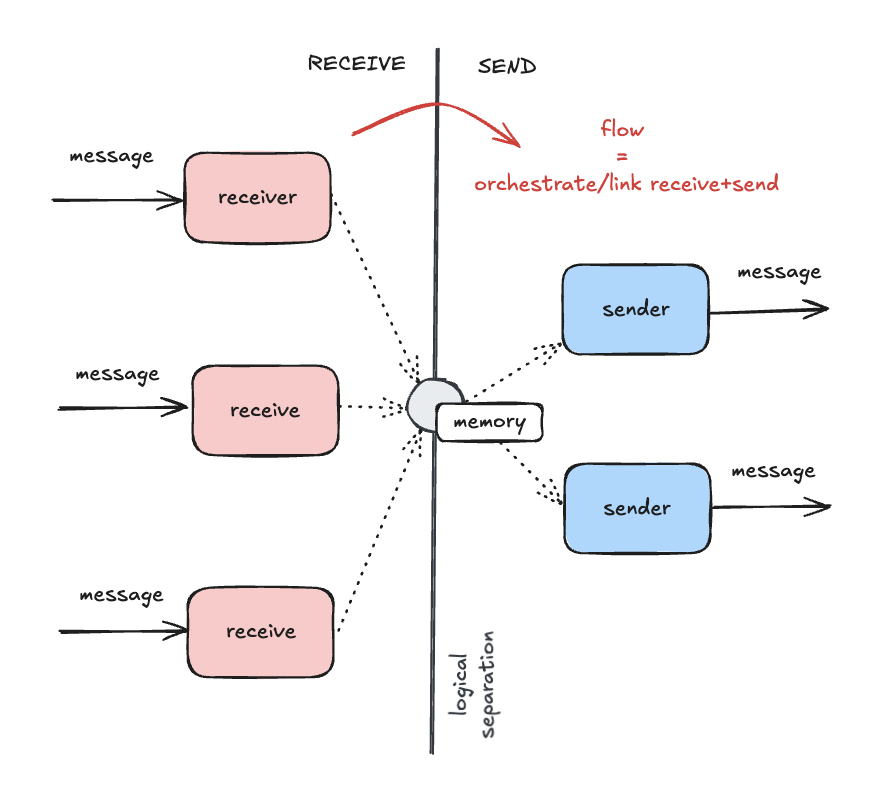 RECEIVE
SEND
flow
=
orchestrate/link receive+send
message
receiver
message
sender
message
receive
memory
message
sender
message
receive
logical
separation